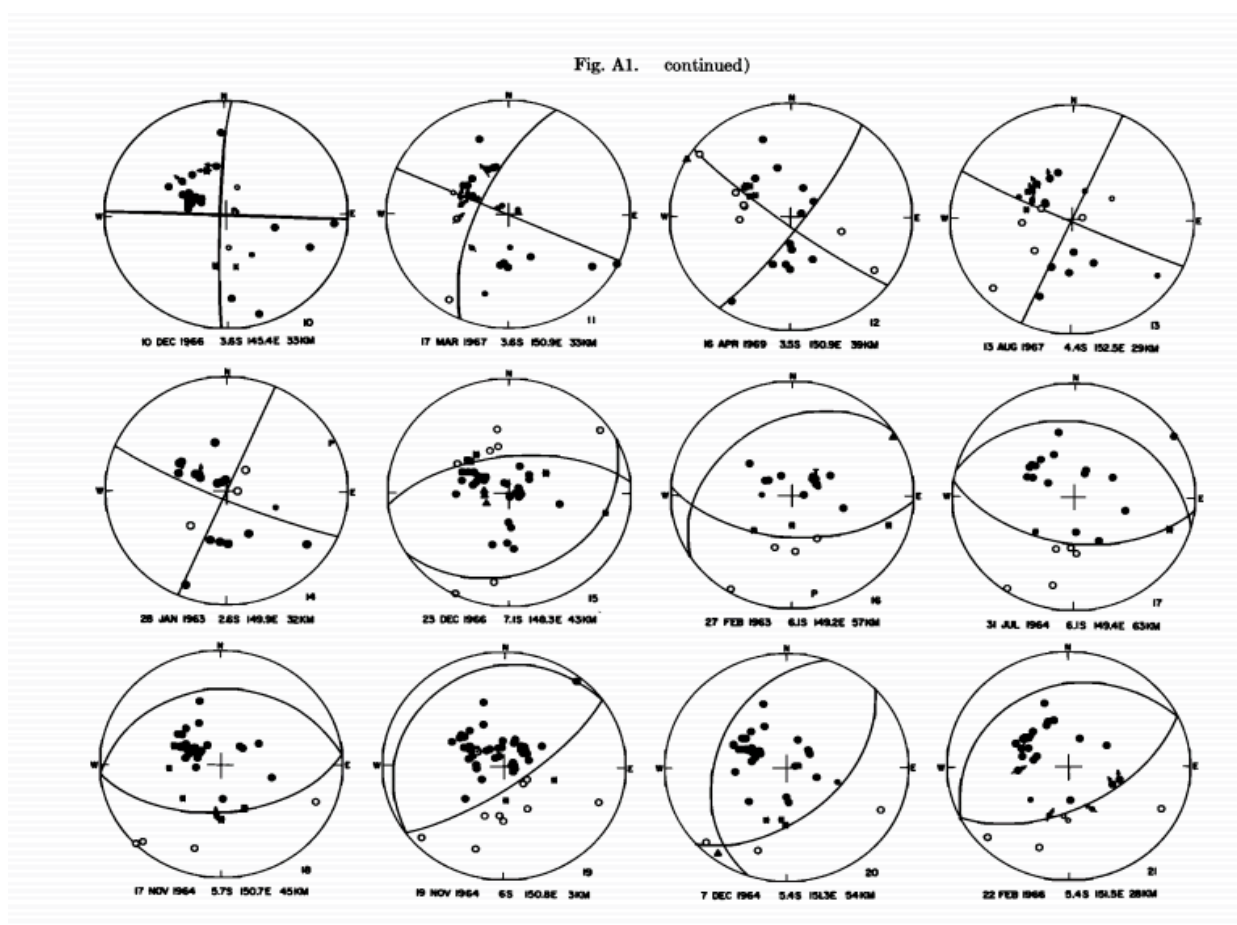 Fig. A1. continued)
N N N N
W E W E W E W E
10 11 12 13
10 DEC 1966 3.6S 145.4E 33KM 17 MAR 1967 3.6S 150.9E 33KM 16 APR 1969 3.5S 150.9E 39KM 13 AUG 1967 4.4S 152.5E 29KM
N N N N
P
W E W E W E W E
P
14 15 16 17
28 JAN 1963 2.6S 149.9E 32KM 23 DEC 1966 7.1S 148.3E 43KM 27 FEB 1963 6.1S 149.2E 57KM 31 JUL 1964 6.1S 149.4E 63KM
N N N N
W E W E W E W E
18 19 20 21
17 NOV 1964 5.7S 150.7E 45KM 19 NOV 1964 6S 150.8E 31KM 7 DEC 1964 5.4S 151.3E 54KM 22 FEB 1966 5.4S 151.5E 28KM